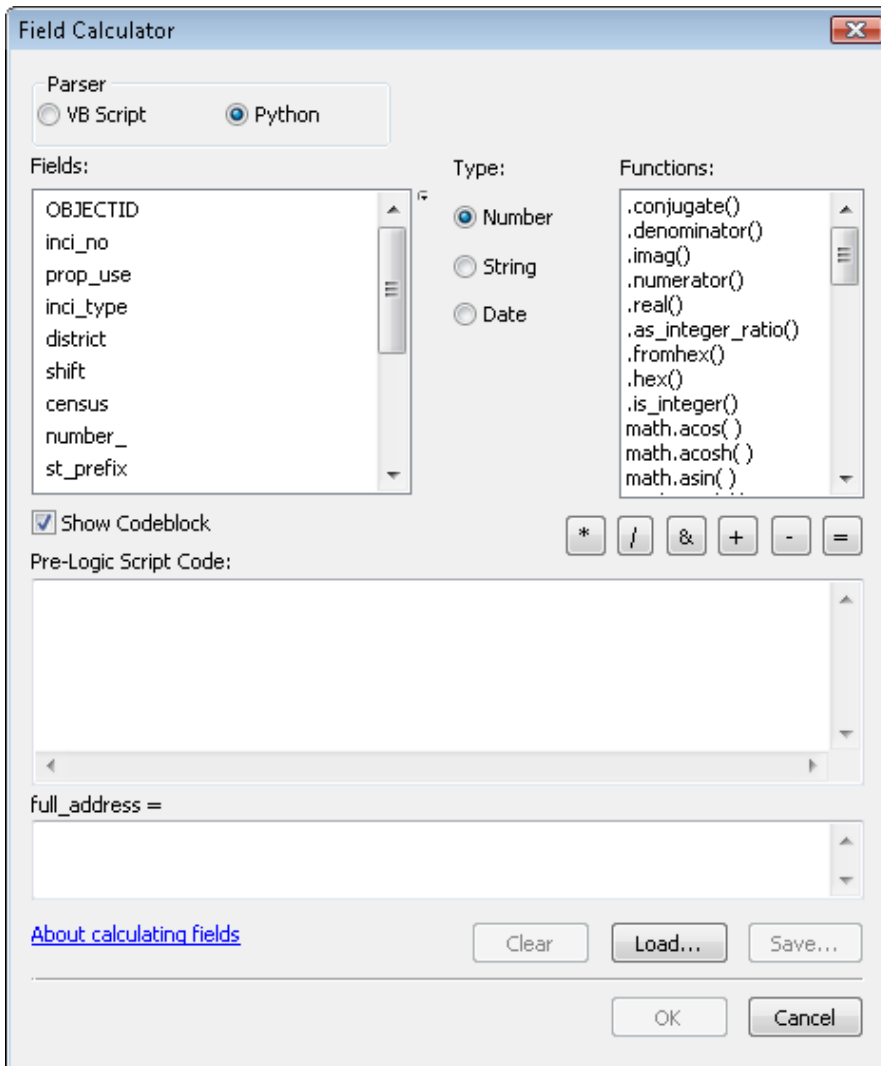 Field Calculator
Parser
VB Script Python
Fields: Type: Functions:
OBJECTID
inci_no
prop_use
inci_type
district
shift
census
number_
st_prefix
Number
String
Date
.conjugate()
.denominator()
.imag()
.numerator()
.real()
.as_integer_ratio()
.fromhex()
.hex()
.is_integer()
math.acos( )
math.acosh( )
math.asin( )
Show Codeblock
* / & + - =
Pre-Logic Script Code:
full_address =
About calculating fields
Clear Load... Save...
OK Cancel